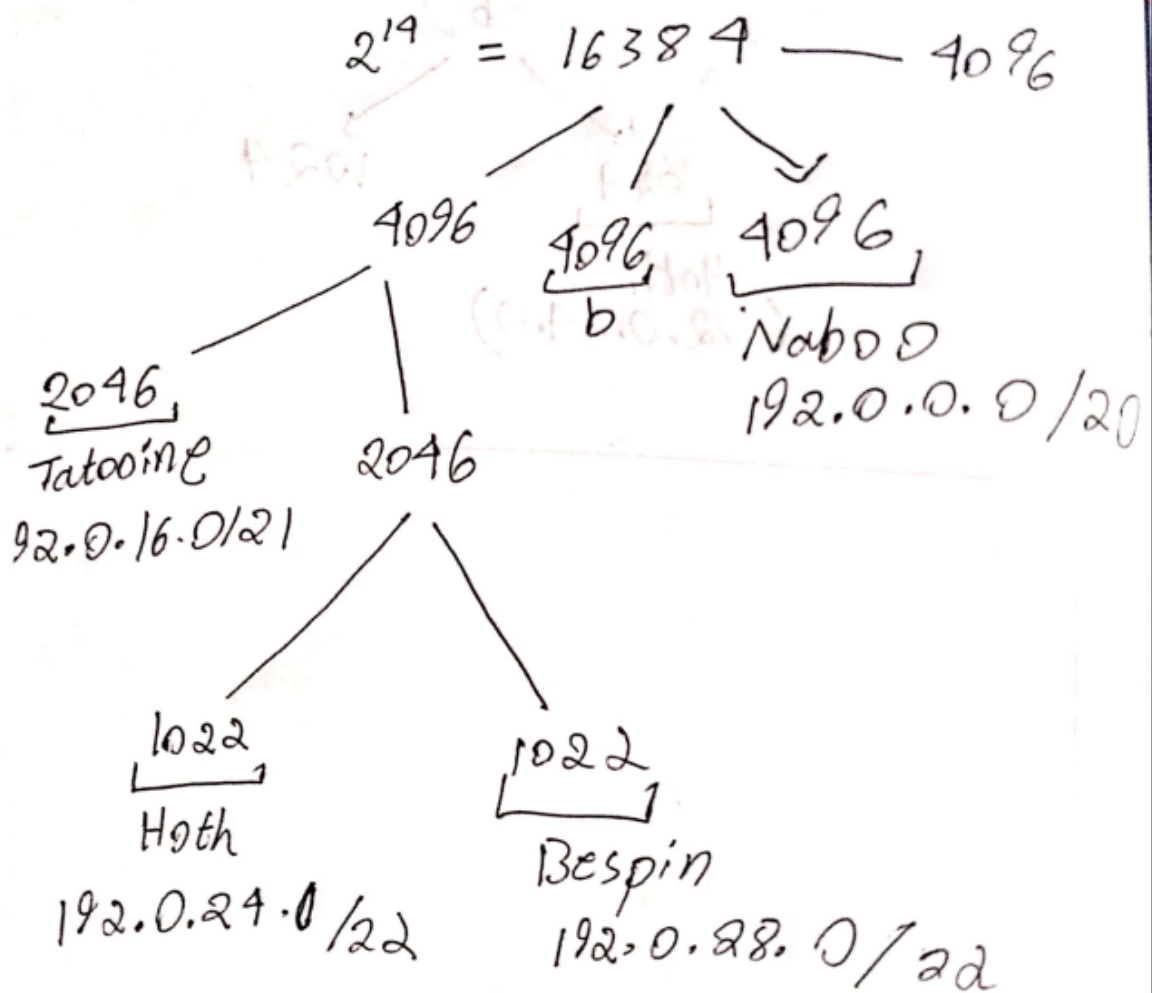 2^14 = 16384 — 4096
4096 4096 4096
b Naboo
192.0.0.0/20
2046
Tatooine 2046
92.0.16.0/21
1022 1022
Hoth Bespin
192.0.24.0/22 192.0.28.0/22